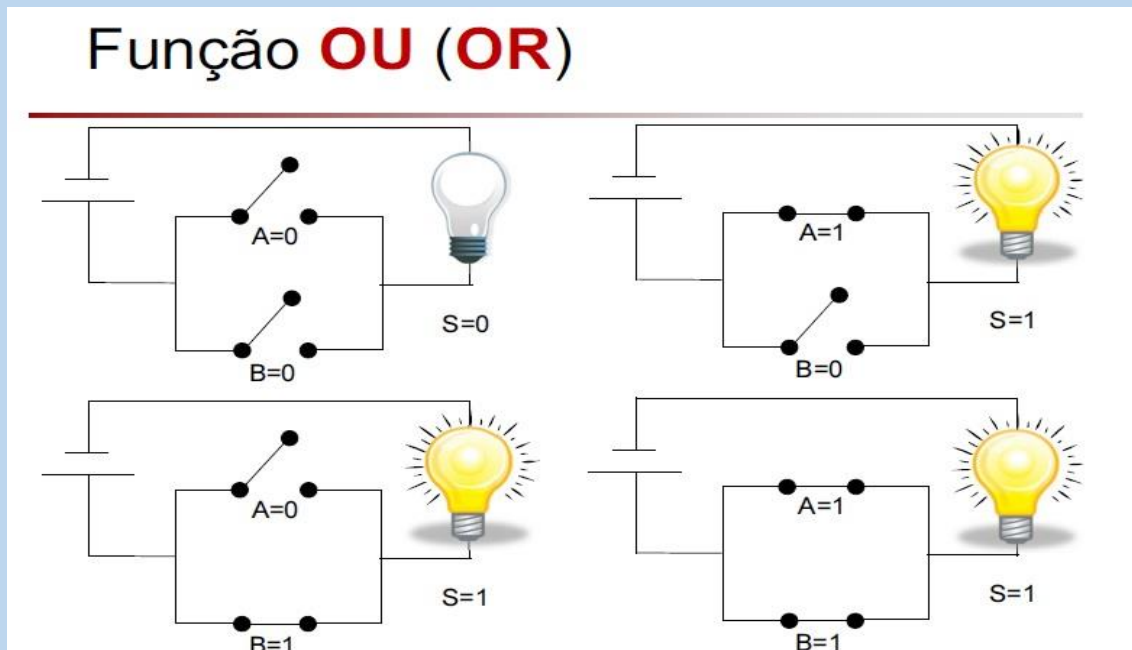 Função OU (OR)
A=0
B=0
S=0
A=1
B=0
S=1
A=0
B=1
S=1
A=1
B=1
S=1